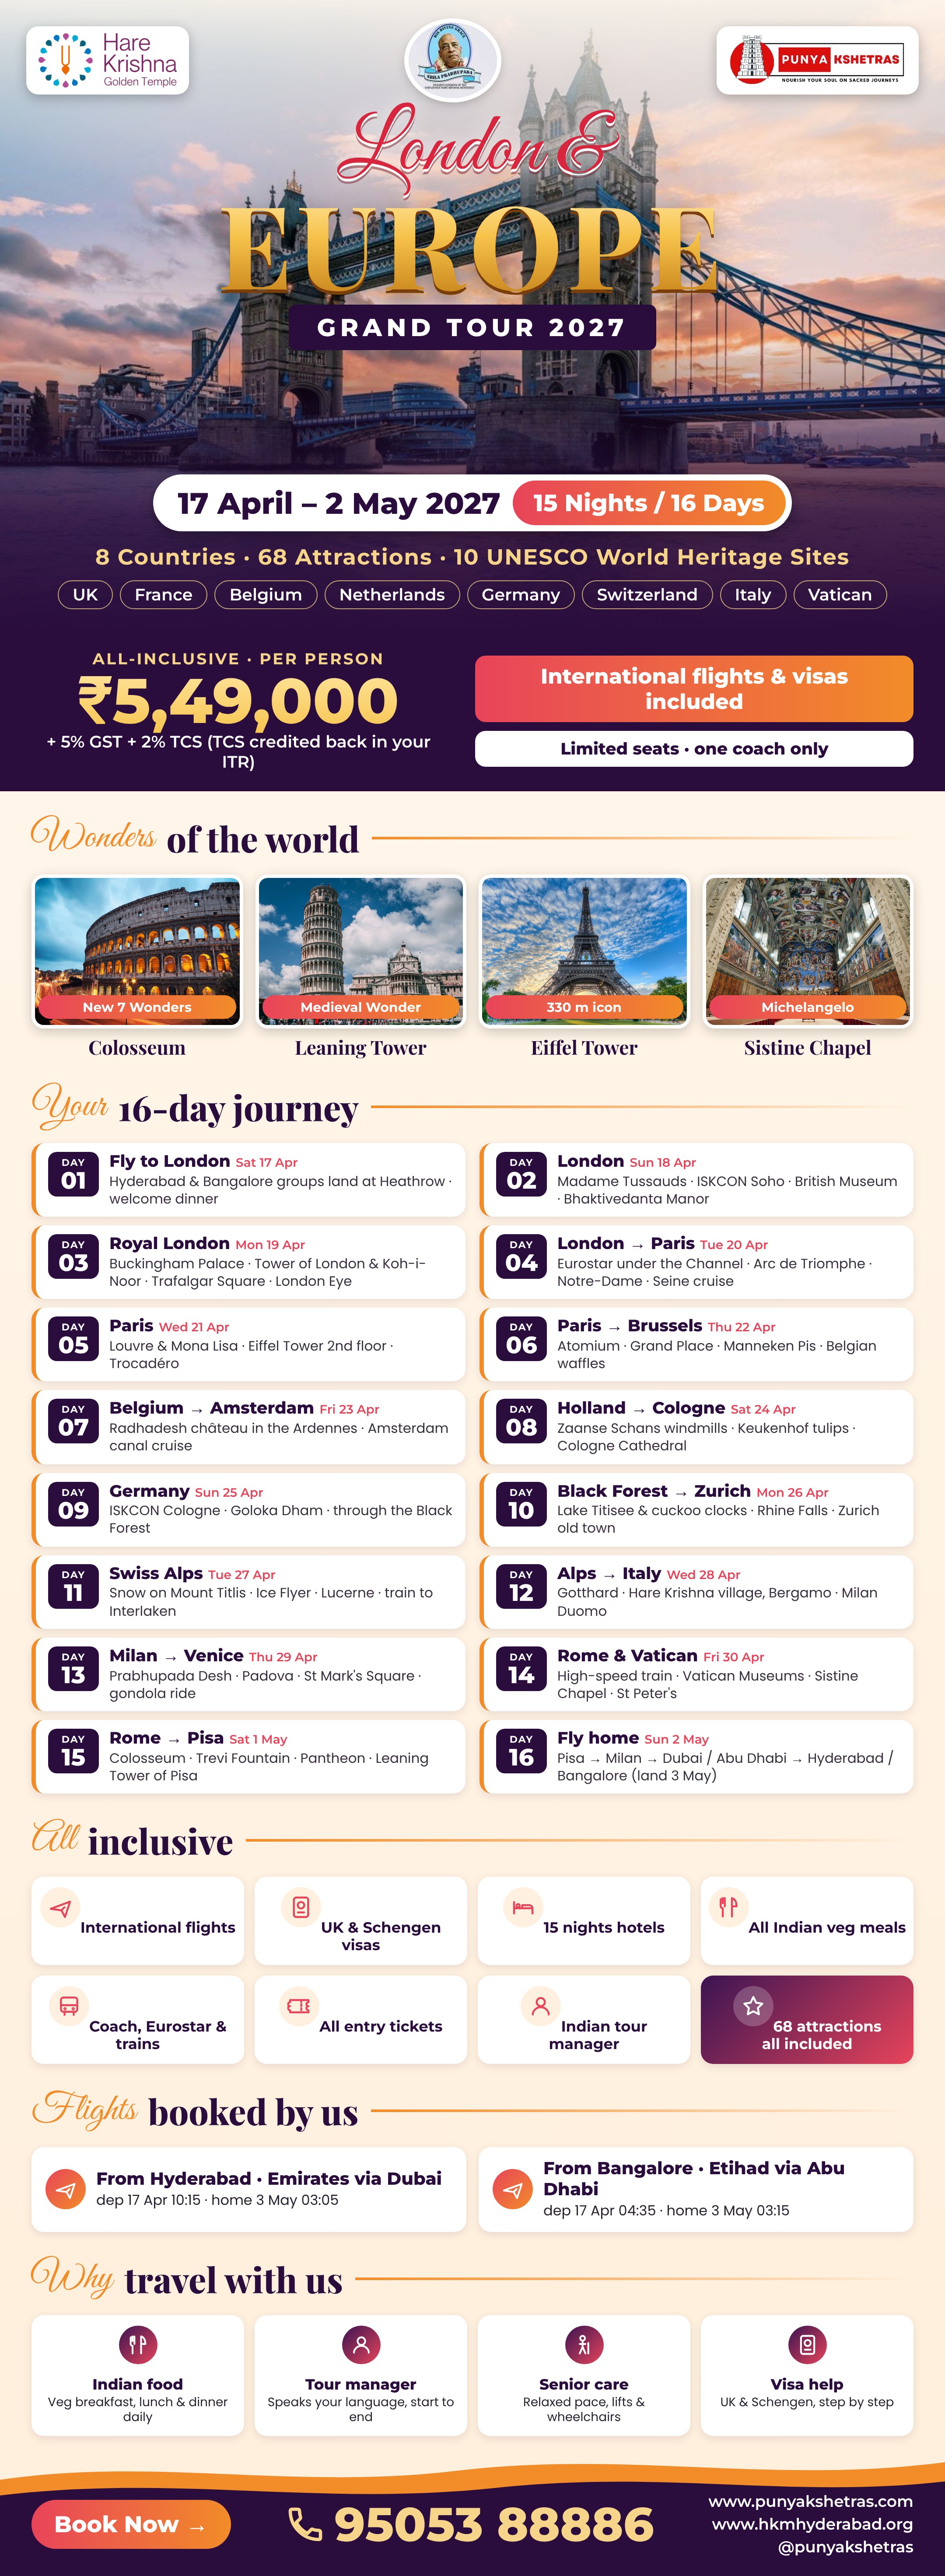 Hare
Krishna
Golden Temple
HIS DIVINE GRACE
SRILA PRABHUPADA
PUNYA KSHETRAS
NOURISH YOUR SOUL ON SACRED JOURNEYS
London &
EUROPE
GRAND TOUR 2027
17 April – 2 May 2027
15 Nights / 16 Days
8 Countries · 68 Attractions · 10 UNESCO World Heritage Sites
UK
France
Belgium
Netherlands
Germany
Switzerland
Italy
Vatican
ALL-INCLUSIVE · PER PERSON
₹5,49,000
+ 5% GST + 2% TCS (TCS credited back in your
ITR)
International flights & visas
included
Limited seats · one coach only
Wonders of the world
New 7 Wonders
Medieval Wonder
330 m icon
Michelangelo
Colosseum
Leaning Tower
Eiffel Tower
Sistine Chapel
Your 16-day journey
DAY
01
Fly to London Sat 17 Apr
Hyderabad & Bangalore groups land at Heathrow ·
welcome dinner
DAY
02
London Sun 18 Apr
Madame Tussauds · ISKCON Soho · British Museum
· Bhaktivedanta Manor
DAY
03
Royal London Mon 19 Apr
Buckingham Palace · Tower of London & Koh-i-
Noor · Trafalgar Square · London Eye
DAY
04
London → Paris Tue 20 Apr
Eurostar under the Channel · Arc de Triomphe ·
Notre-Dame · Seine cruise
DAY
05
Paris Wed 21 Apr
Louvre & Mona Lisa · Eiffel Tower 2nd floor ·
Trocadéro
DAY
06
Paris → Brussels Thu 22 Apr
Atomium · Grand Place · Manneken Pis · Belgian
waffles
DAY
07
Belgium → Amsterdam Fri 23 Apr
Radhadesh château in the Ardennes · Amsterdam
canal cruise
DAY
08
Holland → Cologne Sat 24 Apr
Zaanse Schans windmills · Keukenhof tulips ·
Cologne Cathedral
DAY
09
Germany Sun 25 Apr
ISKCON Cologne · Goloka Dham · through the Black
Forest
DAY
10
Black Forest → Zurich Mon 26 Apr
Lake Titisee & cuckoo clocks · Rhine Falls · Zurich
old town
DAY
11
Swiss Alps Tue 27 Apr
Snow on Mount Titlis · Ice Flyer · Lucerne · train to
Interlaken
DAY
12
Alps → Italy Wed 28 Apr
Gotthard · Hare Krishna village, Bergamo · Milan
Duomo
DAY
13
Milan → Venice Thu 29 Apr
Prabhupada Desh · Padova · St Mark's Square ·
gondola ride
DAY
14
Rome & Vatican Fri 30 Apr
High-speed train · Vatican Museums · Sistine
Chapel · St Peter's
DAY
15
Rome → Pisa Sat 1 May
Colosseum · Trevi Fountain · Pantheon · Leaning
Tower of Pisa
DAY
16
Fly home Sun 2 May
Pisa → Milan → Dubai / Abu Dhabi → Hyderabad /
Bangalore (land 3 May)
All inclusive
International flights
UK & Schengen
visas
15 nights hotels
All Indian veg meals
Coach, Eurostar &
trains
All entry tickets
Indian tour
manager
68 attractions
all included
Flights booked by us
From Hyderabad · Emirates via Dubai
dep 17 Apr 10:15 · home 3 May 03:05
From Bangalore · Etihad via Abu
Dhabi
dep 17 Apr 04:35 · home 3 May 03:15
Why travel with us
Indian food
Veg breakfast, lunch & dinner
daily
Tour manager
Speaks your language, start to
end
Senior care
Relaxed pace, lifts &
wheelchairs
Visa help
UK & Schengen, step by step
Book Now →
95053 88886
www.punyakshetras.com
www.hkmhyderabad.org
@punyakshetras